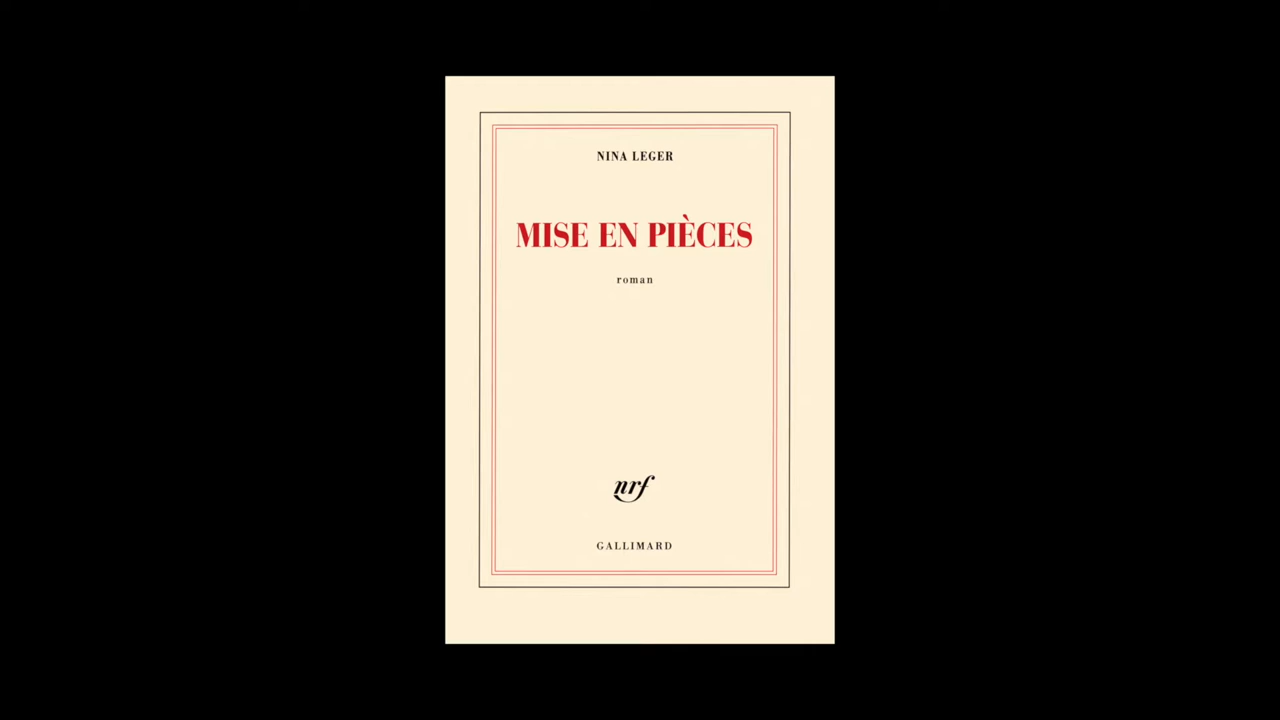 NINA LEGER
MISE EN PIÈCES
roman
nrf
GALLIMARD